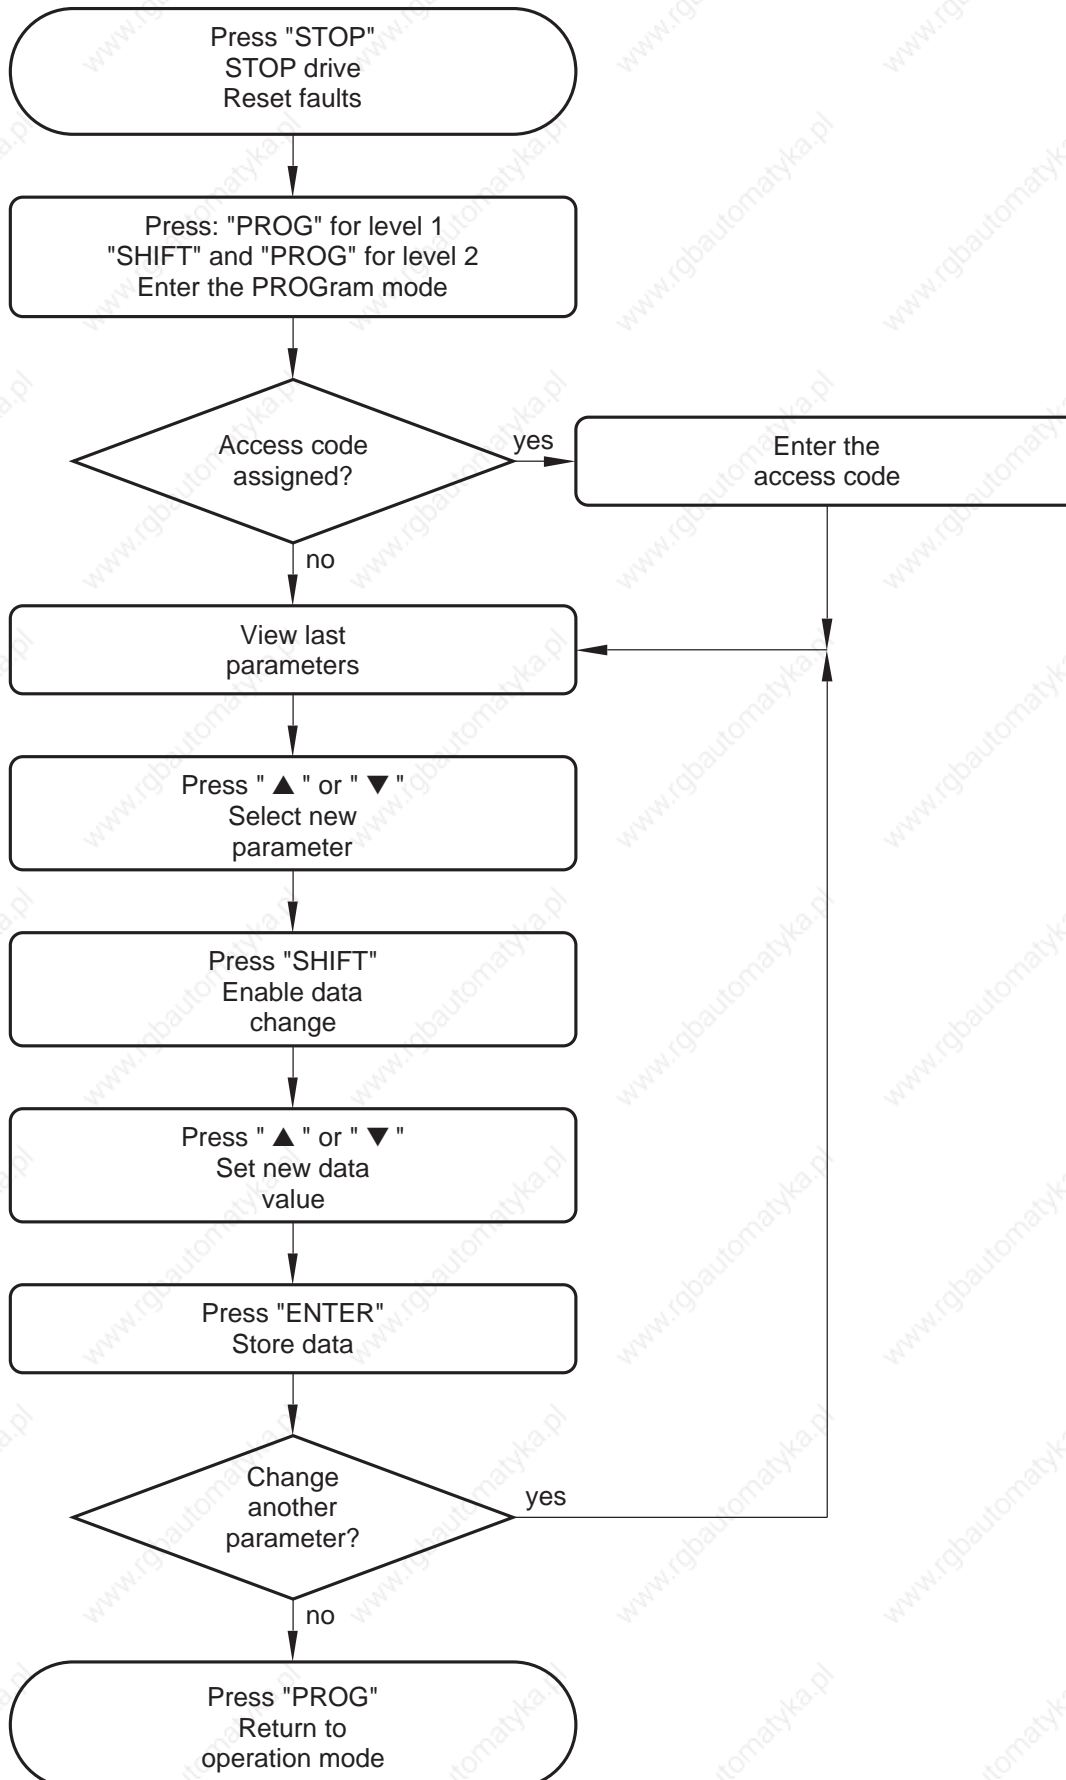 Press "STOP"
STOP drive
Reset faults
Press: "PROG" for level 1
"SHIFT" and "PROG" for level 2
Enter the PROGram mode
Access code
assigned?
yes
Enter the
access code
no
View last
parameters
Press " ▲ " or " ▼ "
Select new
parameter
Press "SHIFT"
Enable data
change
Press " ▲ " or " ▼ "
Set new data
value
Press "ENTER"
Store data
Change
another
parameter?
yes
no
Press "PROG"
Return to
operation mode
www.rgbautomatyka.pl